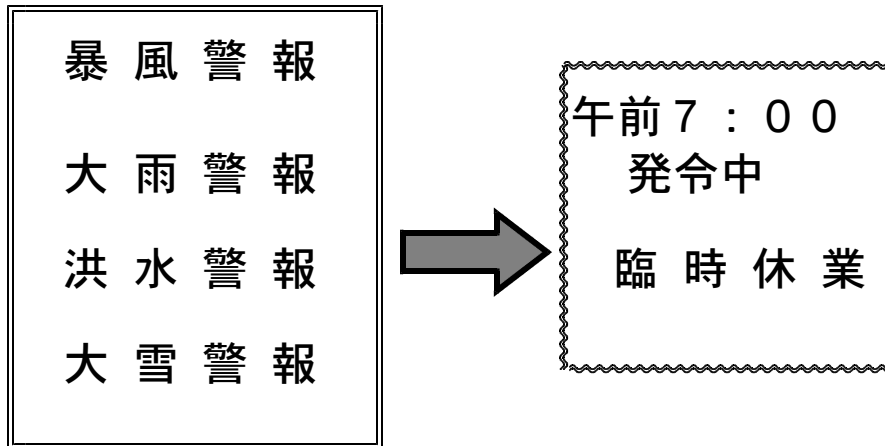 暴風警報
大雨警報
洪水警報
大雪警報
午前７：００
発令中
臨時休業